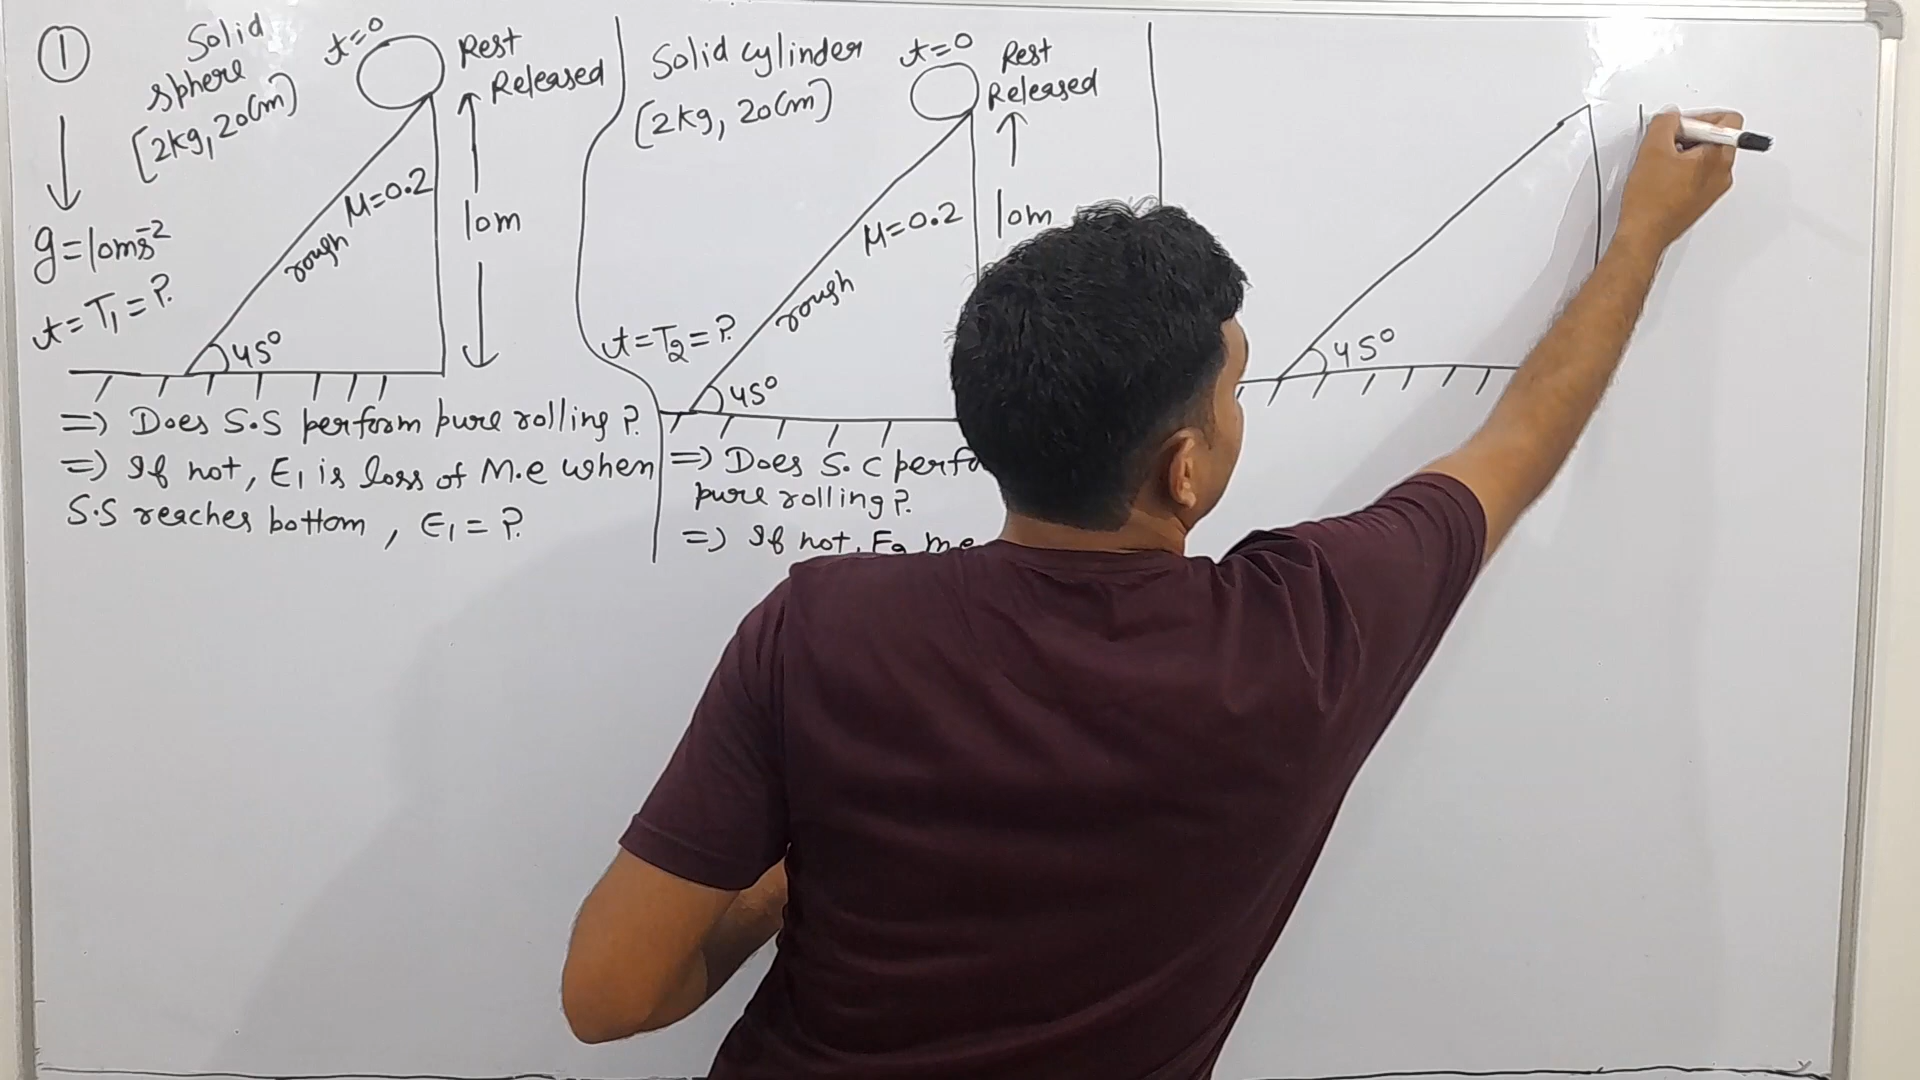 ①
Solid
sphere
[2kg, 20cm)
t=0
Rest
Released
g=10ms⁻²
t=T₁=?
rough
M=0.2
10m
45°
=) Does S.S perform pure rolling?
=) If not, E₁ is loss of M.e when
S.S reaches bottom, E₁=?
Solid cylinder
[2kg, 20cm)
t=0
Rest
Released
t=T₂=?
rough
M=0.2
10m
45°
=) Does S.C
pure rolling?
=) If not,
45°